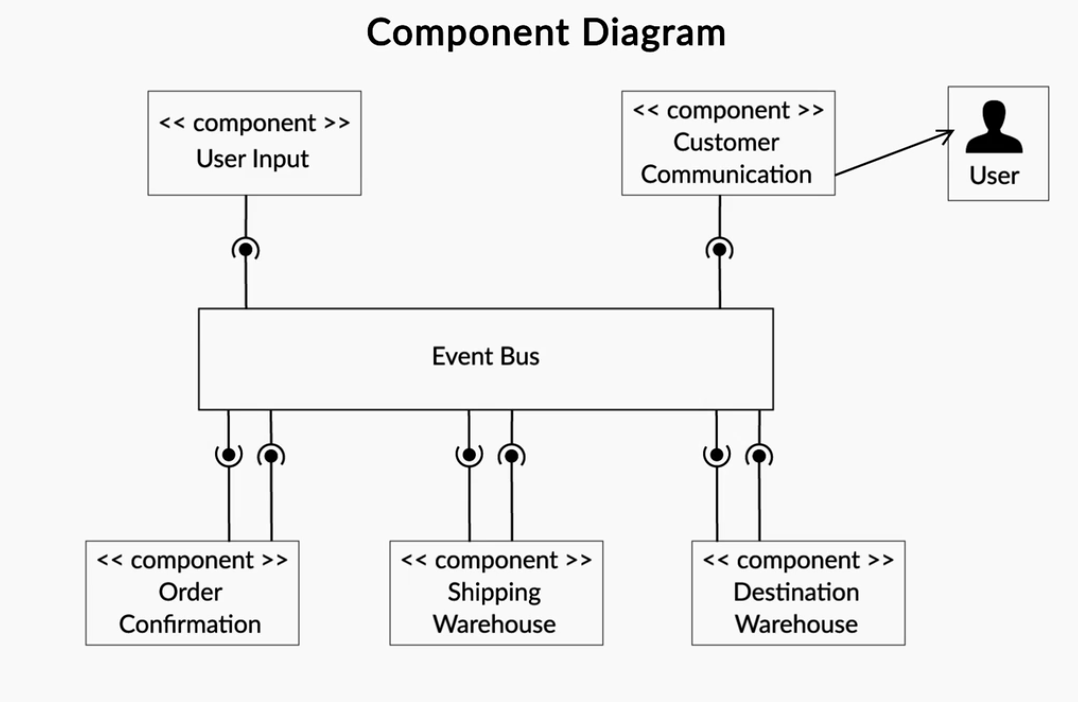 Component Diagram
<< component >>
User Input
<< component >>
Customer
Communication
User
Event Bus
<< component >>
Order
Confirmation
<< component >>
Shipping
Warehouse
<< component >>
Destination
Warehouse